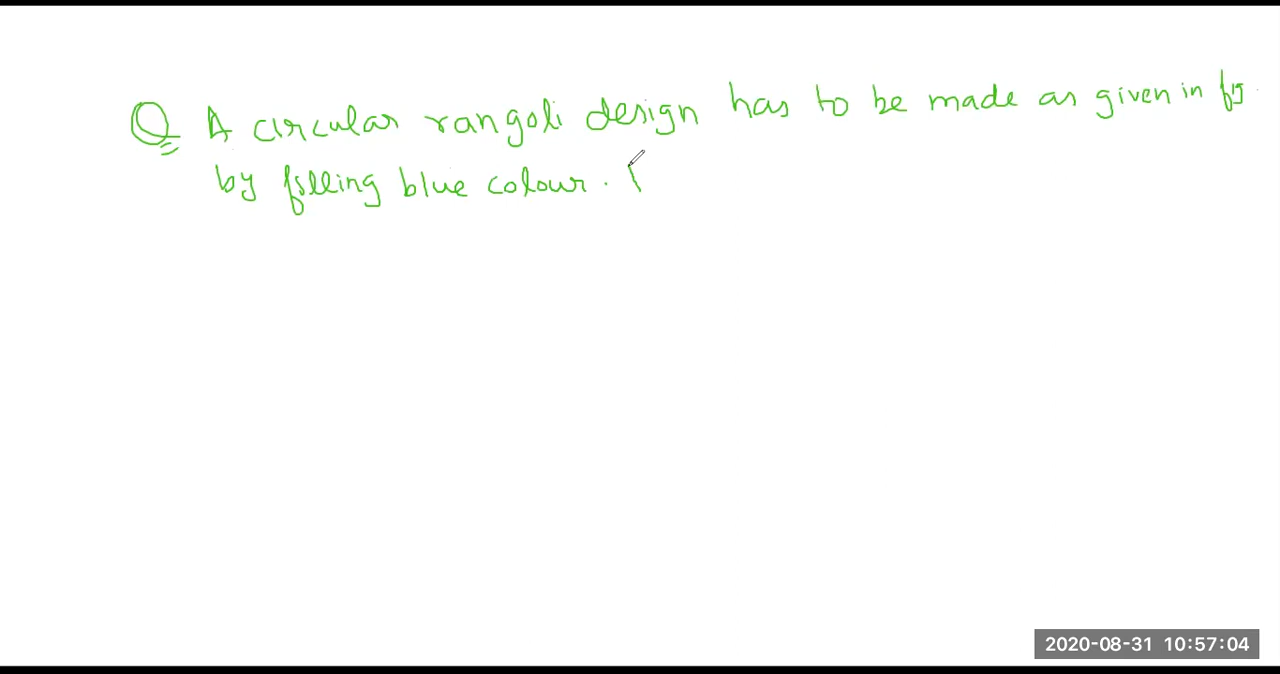 Q A circular rangoli design has to be made as given in fig.
by filling blue colour. [
2020-08-31 10:57:04